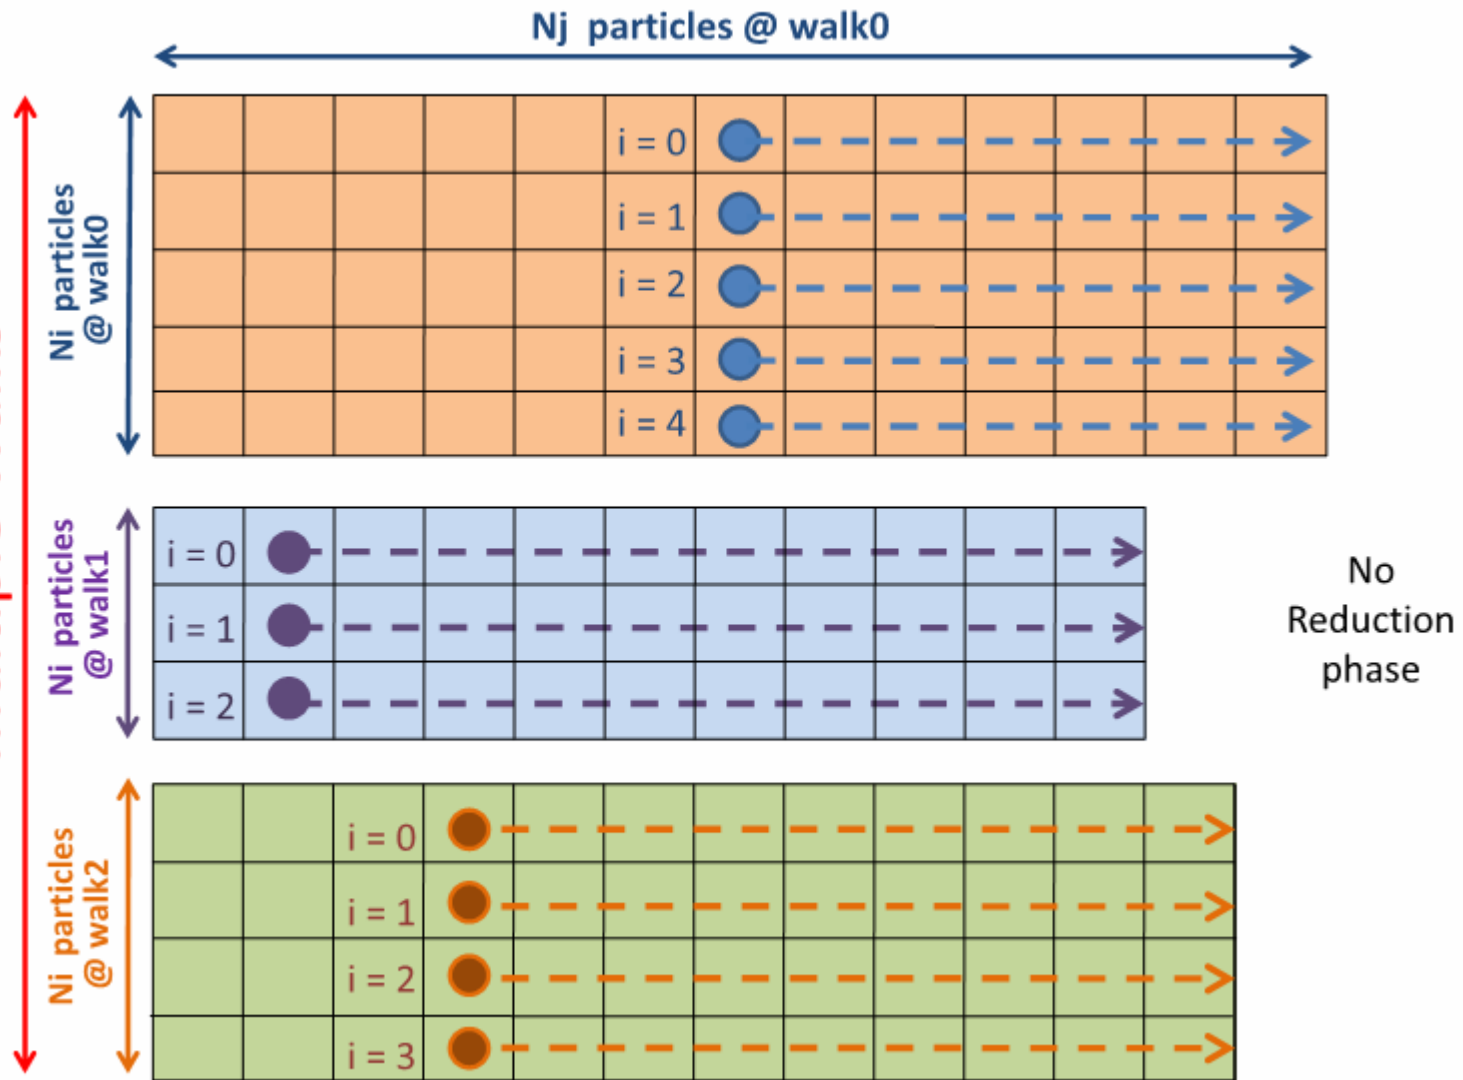 Nj particles @ walk0
Ni particles
@ walk0
i = 0
i = 1
i = 2
i = 3
i = 4
Ni particles
@ walk1
i = 0
i = 1
i = 2
No
Reduction
phase
Ni particles
@ walk2
i = 0
i = 1
i = 2
i = 3